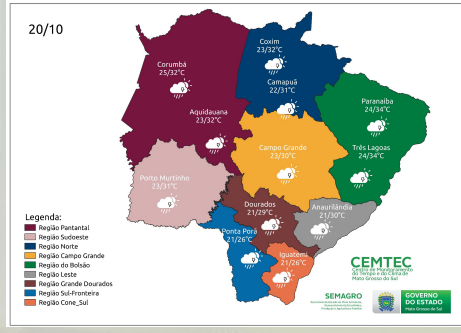 20/10
Coxim
23/32°C
Corumbá
25/32°C
Camapuã
22/31°C
Paranaíba
24/34°C
Aquidauana
23/32°C
Campo Grande
23/30°C
Três Lagoas
24/34°C
Porto Murtinho
23/31°C
Dourados
21/29°C
Anaurilândia
21/30°C
Ponta Porã
21/26°C
Iguatemi
21/26°C
Legenda:
Região Pantanal
Região Sudoeste
Região Norte
Região Campo Grande
Região do Bolsão
Região Leste
Região Grande Dourados
Região Sul-Fronteira
Região Cone_Sul
CEMTEC
Centro de Monitoramento
do Tempo e do Clima de
Mato Grosso do Sul
SEMAGRO
GOVERNO
DO ESTADO
Mato Grosso do Sul